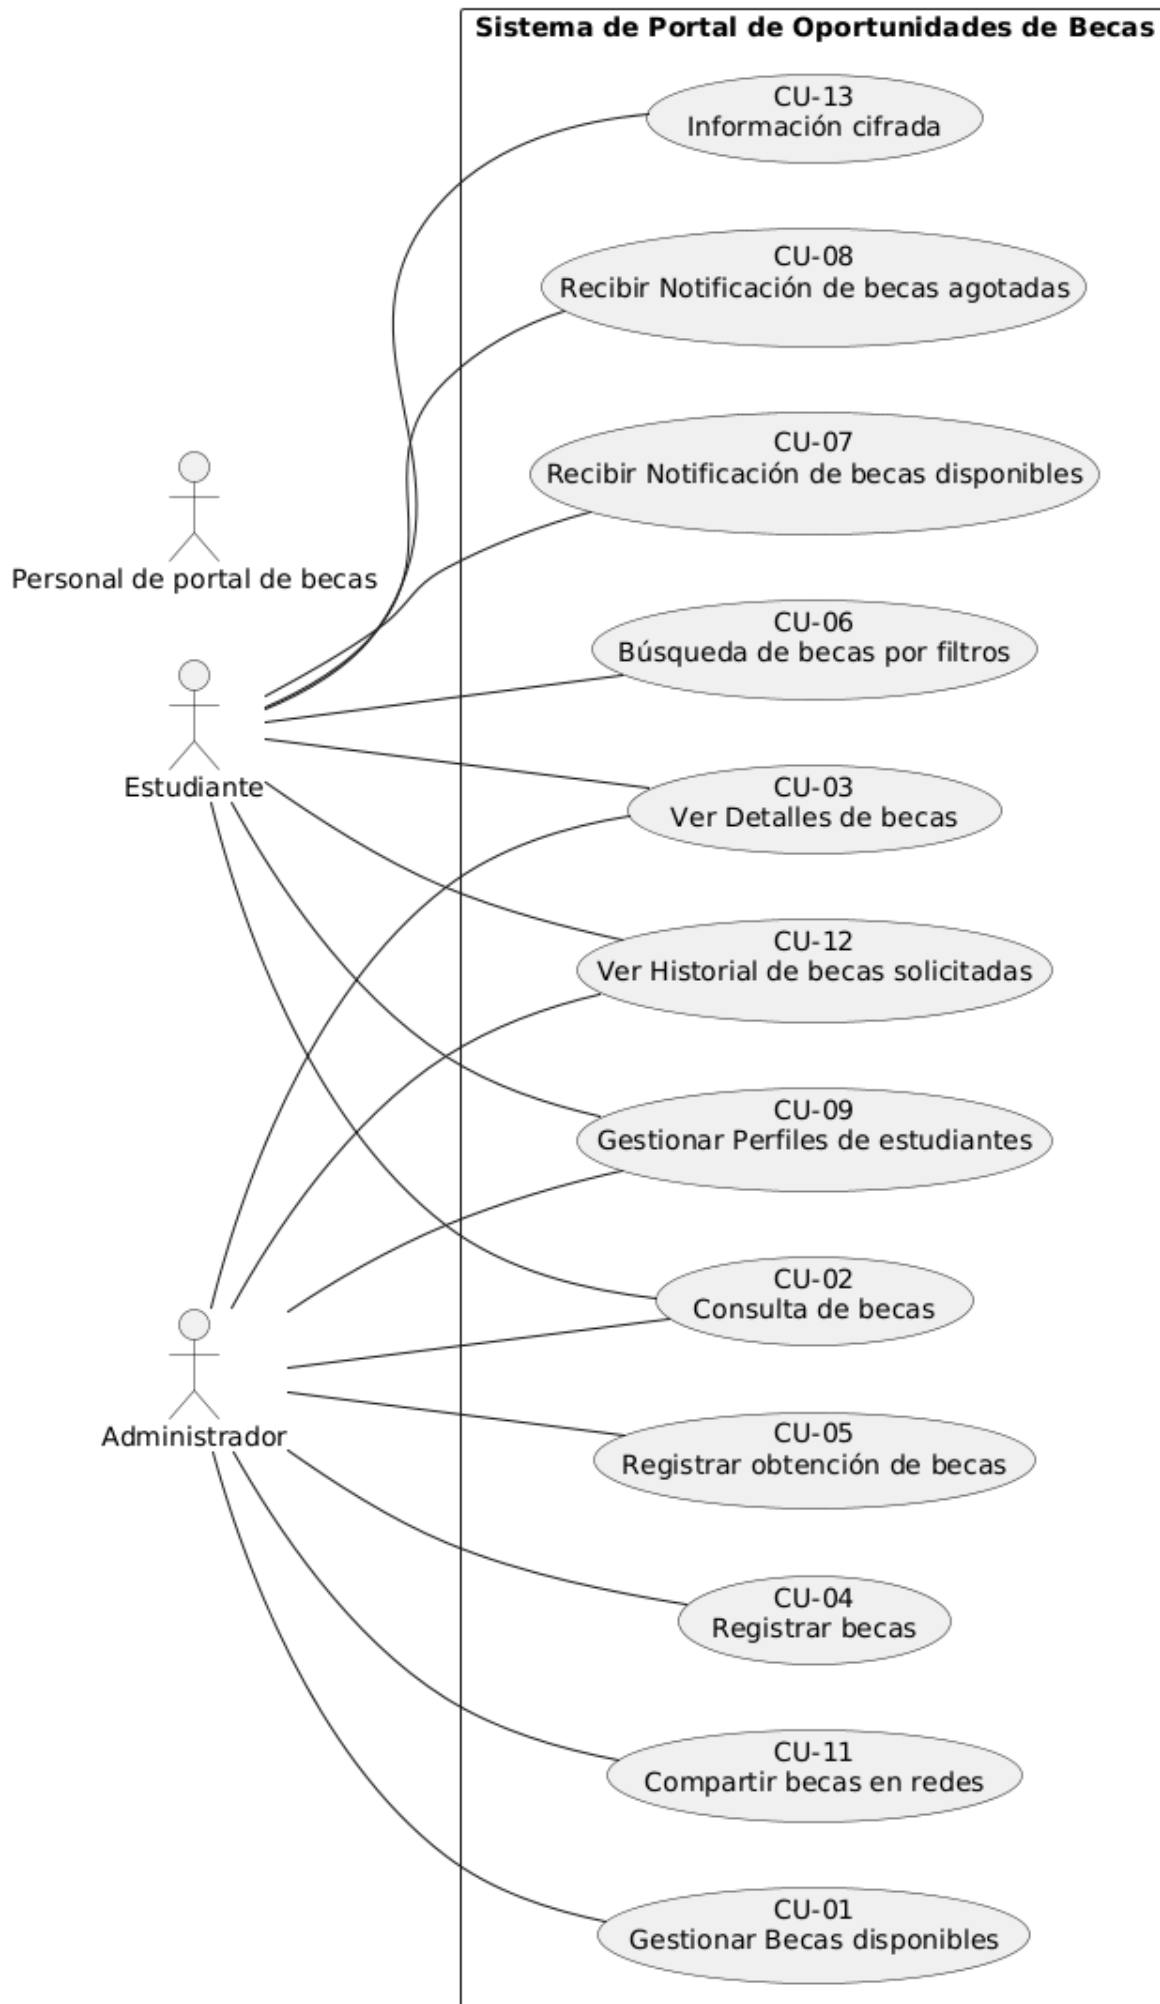 Sistema de Portal de Oportunidades de Becas
CU-13
Información cifrada
CU-08
Recibir Notificación de becas agotadas
CU-07
Recibir Notificación de becas disponibles
Personal de portal de becas
CU-06
Búsqueda de becas por filtros
Estudiante
CU-03
Ver Detalles de becas
CU-12
Ver Historial de becas solicitadas
CU-09
Gestionar Perfiles de estudiantes
CU-02
Consulta de becas
Administrador
CU-05
Registrar obtención de becas
CU-04
Registrar becas
CU-11
Compartir becas en redes
CU-01
Gestionar Becas disponibles